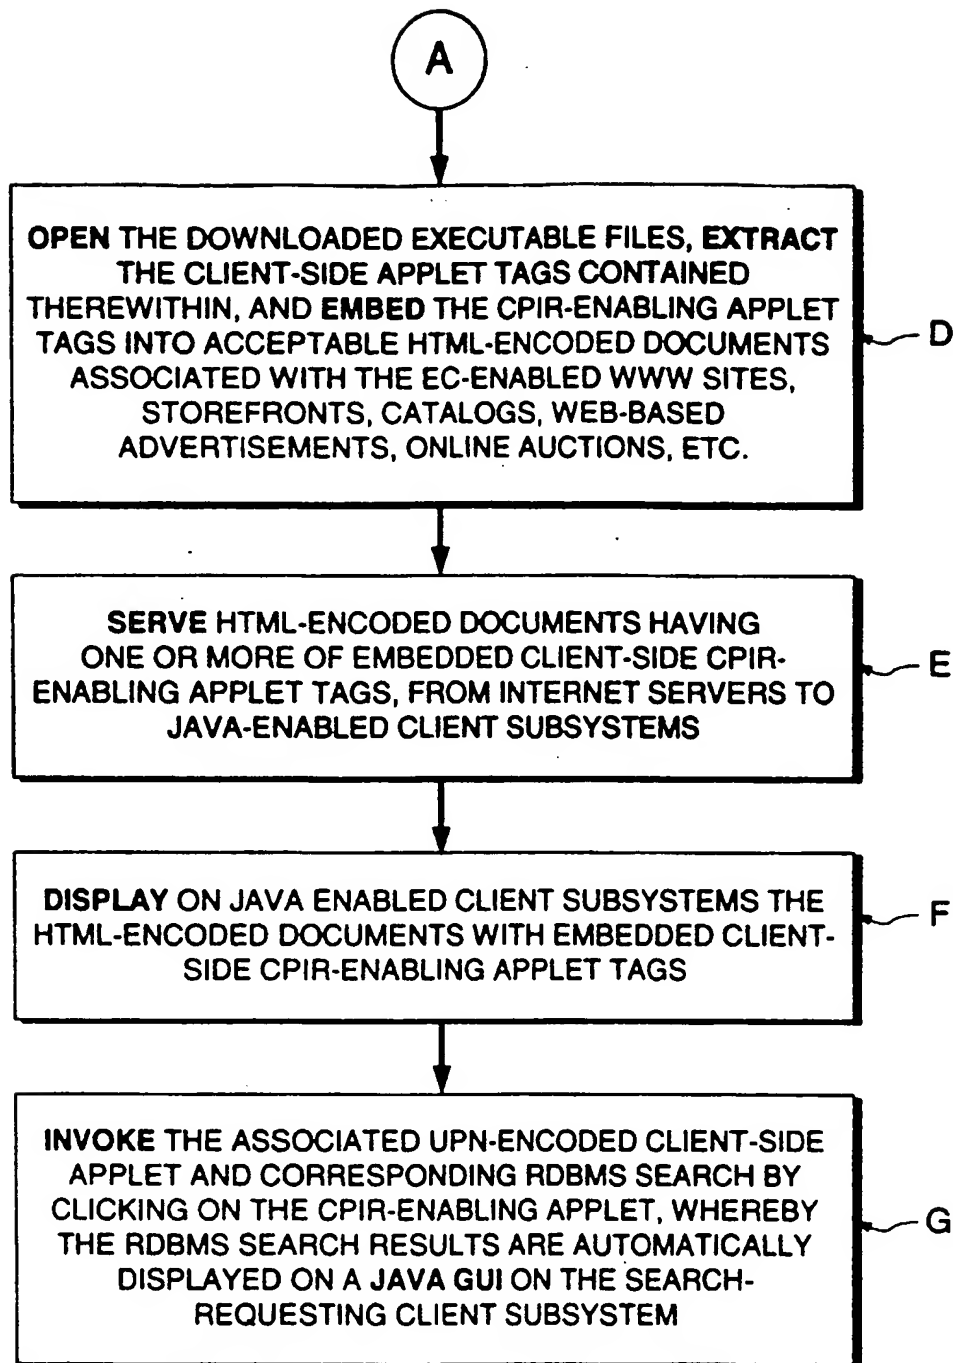 A
OPEN THE DOWNLOADED EXECUTABLE FILES, EXTRACT
THE CLIENT-SIDE APPLET TAGS CONTAINED
THEREWITHIN, AND EMBED THE CPIR-ENABLING APPLET
TAGS INTO ACCEPTABLE HTML-ENCODED DOCUMENTS
ASSOCIATED WITH THE EC-ENABLED WWW SITES,
STOREFRONTS, CATALOGS, WEB-BASED
ADVERTISEMENTS, ONLINE AUCTIONS, ETC.
D
SERVE HTML-ENCODED DOCUMENTS HAVING
ONE OR MORE OF EMBEDDED CLIENT-SIDE CPIR-
ENABLING APPLET TAGS, FROM INTERNET SERVERS TO
JAVA-ENABLED CLIENT SUBSYSTEMS
E
DISPLAY ON JAVA ENABLED CLIENT SUBSYSTEMS THE
HTML-ENCODED DOCUMENTS WITH EMBEDDED CLIENT-
SIDE CPIR-ENABLING APPLET TAGS
F
INVOKE THE ASSOCIATED UPN-ENCODED CLIENT-SIDE
APPLET AND CORRESPONDING RDBMS SEARCH BY
CLICKING ON THE CPIR-ENABLING APPLET, WHEREBY
THE RDBMS SEARCH RESULTS ARE AUTOMATICALLY
DISPLAYED ON A JAVA GUI ON THE SEARCH-
REQUESTING CLIENT SUBSYSTEM
G